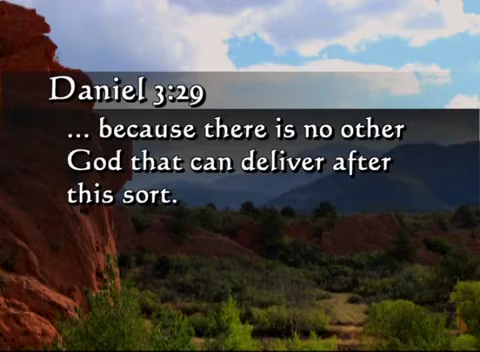 Daniel 3:29
... because there is no other
God that can deliver after
this sort.